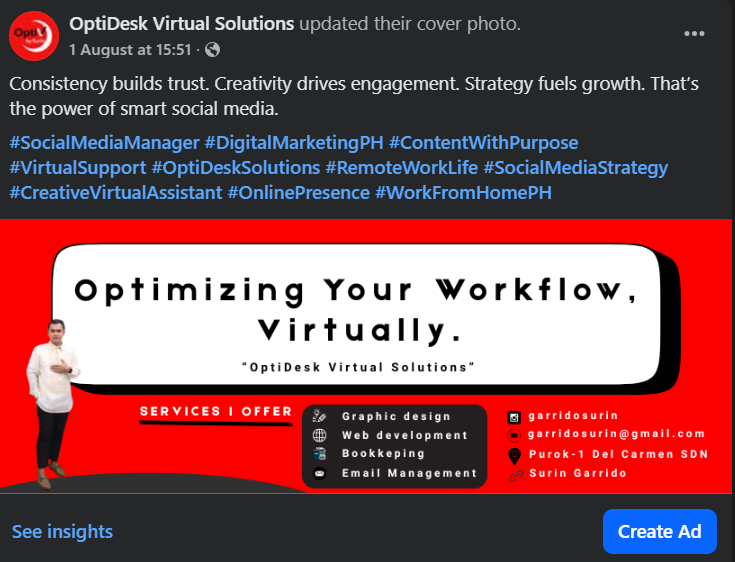 OptiDesk Virtual Solutions updated their cover photo.
1 August at 15:51 ·
Consistency builds trust. Creativity drives engagement. Strategy fuels growth. That's
the power of smart social media.
#SocialMediaManager #DigitalMarketingPH #ContentWithPurpose
#VirtualSupport #OptiDeskSolutions #RemoteWorkLife #SocialMediaStrategy
#CreativeVirtualAssistant #OnlinePresence #WorkFromHomePH
Optimizing Your Workflow,
Virtually.
"OptiDesk Virtual Solutions"
SERVICES I OFFER
Graphic design
Web development
Bookkeping
Email Management
garridosurin
garridosurin@gmail.com
Purok-1 Del Carmen SDN
Surin Garrido
See insights
Create Ad